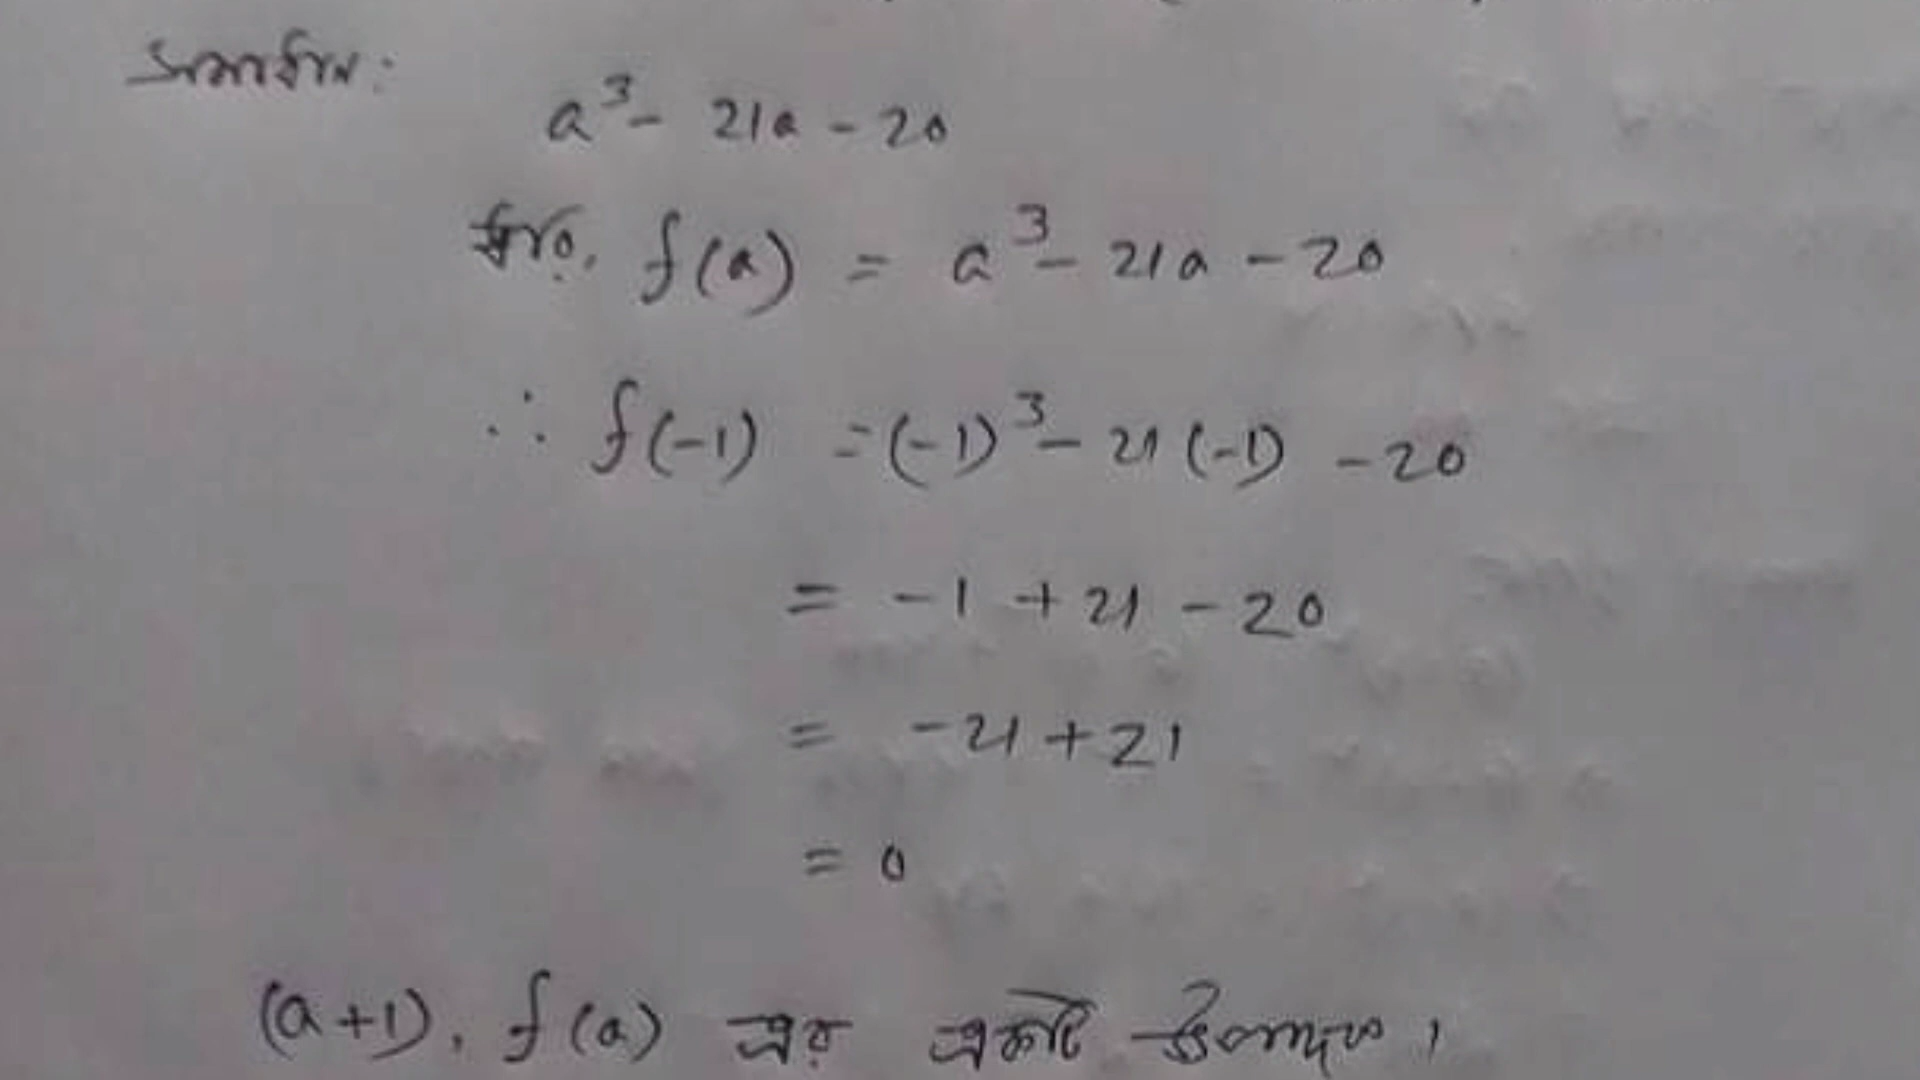 সমাধান:
a³ - 21a - 20
ধরি, f(a) = a³ - 21a - 20
∴ f(-1) = (-1)³ - 21(-1) - 20
= -1 + 21 - 20
= -21 + 21
= 0
(a+1), f(a) এর একটি উৎপাদক।